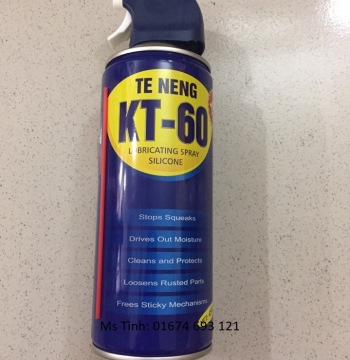 TE NENG
KT-60
LUBRICATING SPRAY
SILICONE
Stops Squeaks
Drives Out Moisture
Cleans and Protects
Loosens Rusted Parts
Frees Sticky Mechanisms
Ms Tinh: 01674 693 121